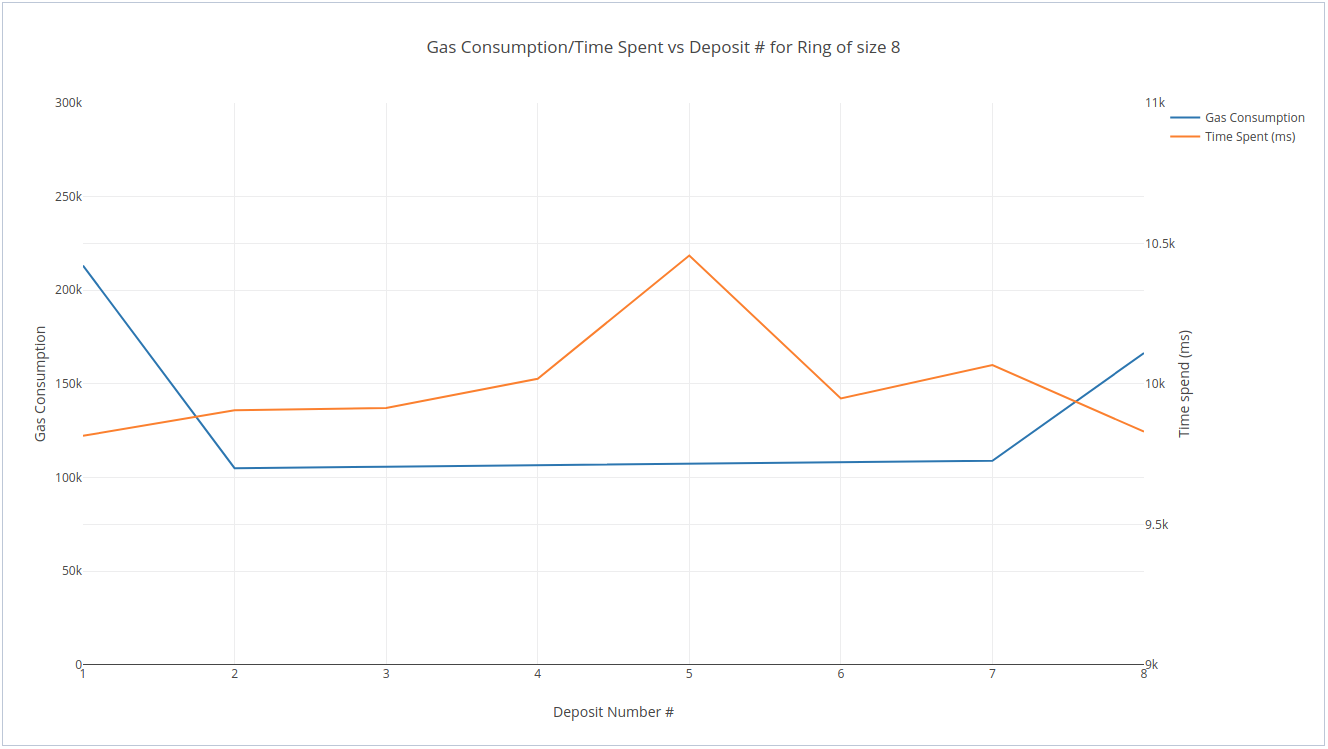 Gas Consumption/Time Spent vs Deposit # for Ring of size 8
300k
250k
200k
150k
100k
50k
0
Gas Consumption
11k
10.5k
10k
9.5k
9k
Time spend (ms)
Gas Consumption
Time Spent (ms)
1 2 3 4 5 6 7 8
Deposit Number #